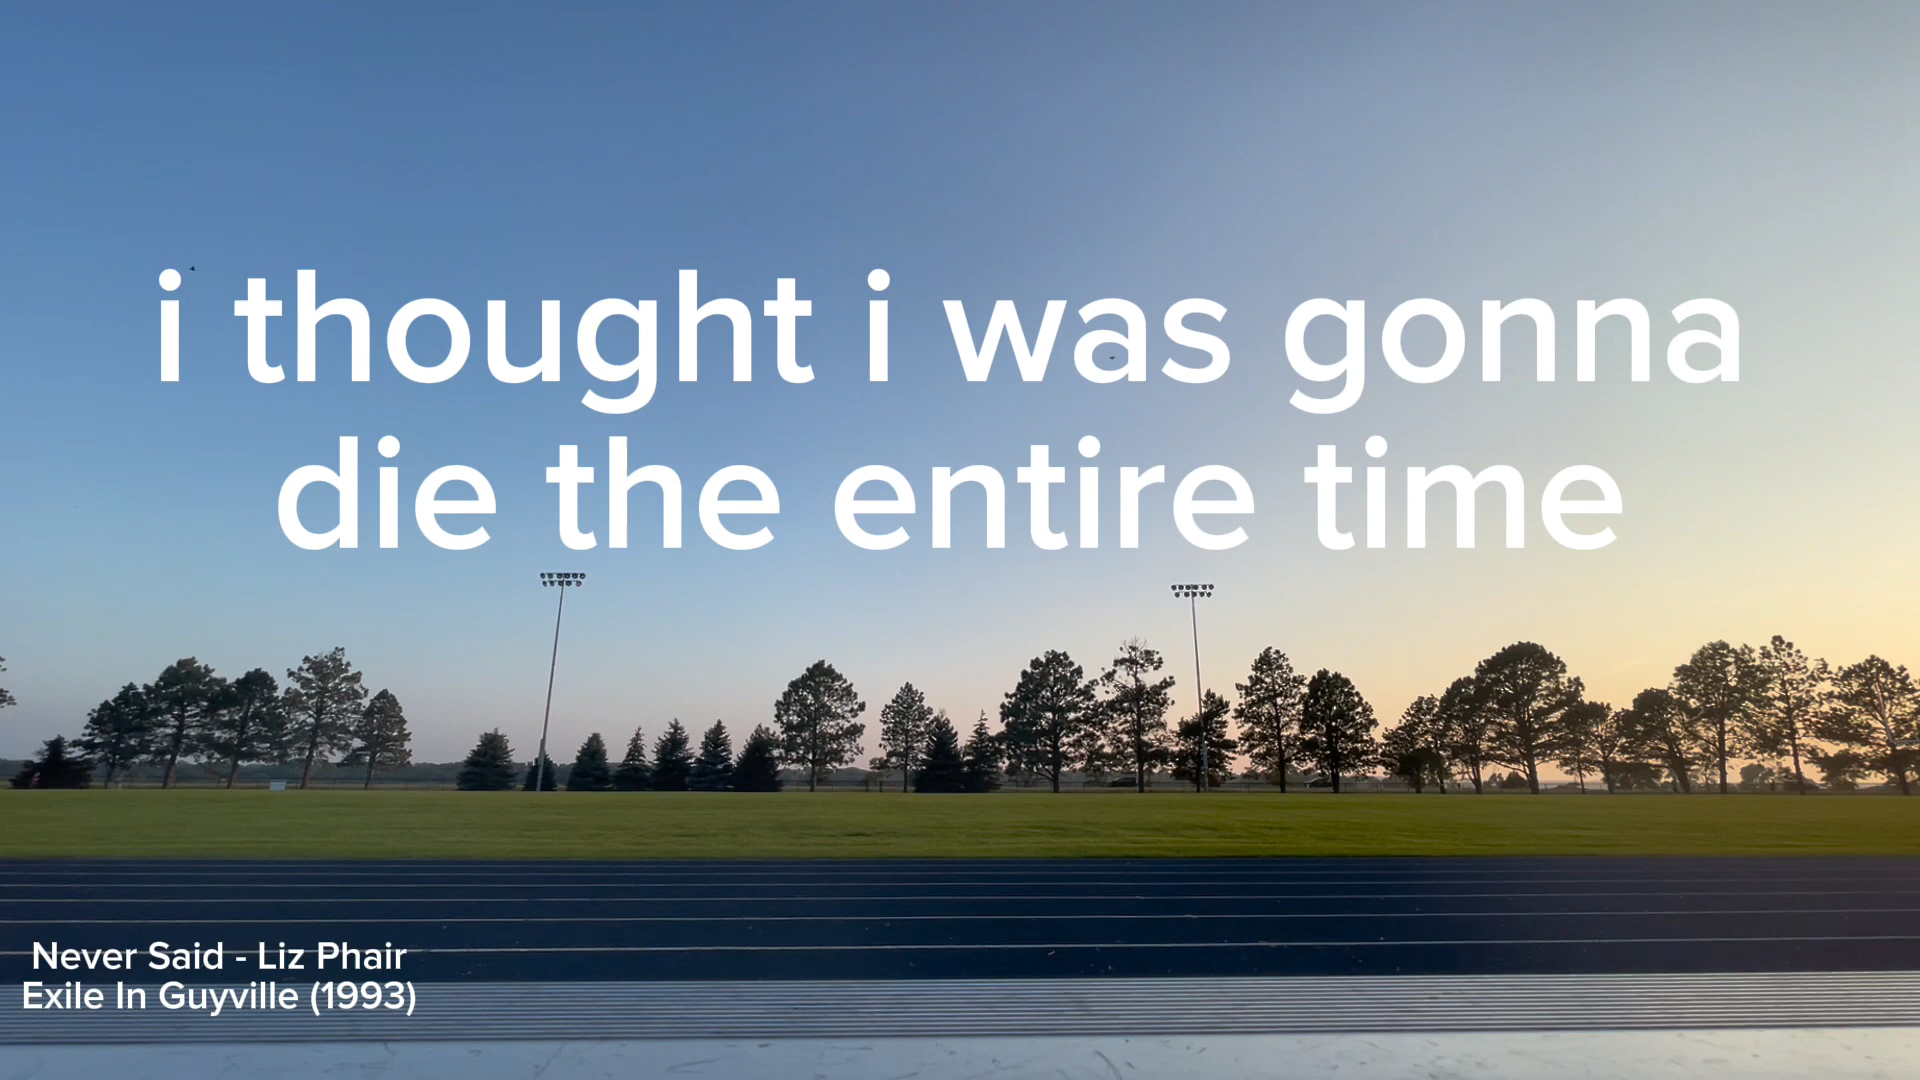 i thought i was gonna
die the entire time
Never Said - Liz Phair
Exile In Guyville (1993)